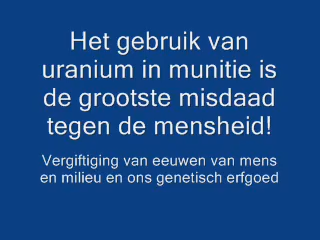 Het gebruik van
uranium in munitie is
de grootste misdaad
tegen de mensheid!
Vergiftiging van eeuwen van mens
en milieu en ons genetisch erfgoed